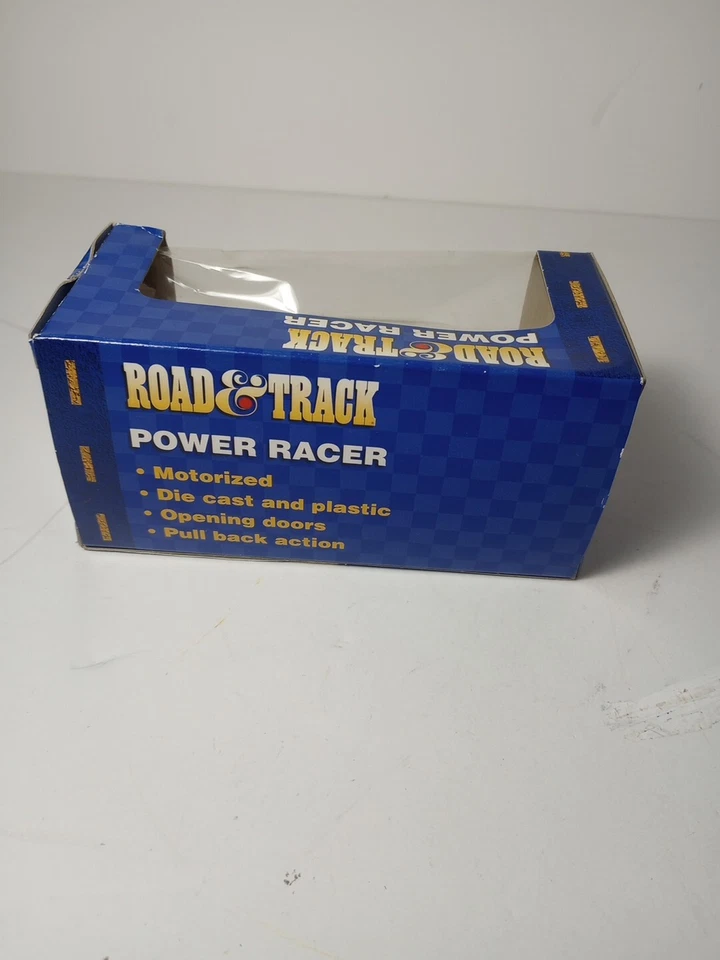 ROAD & TRACK
POWER RACER
ROAD & TRACK
POWER RACER
• Motorized
• Die cast and plastic
• Opening doors
• Pull back action